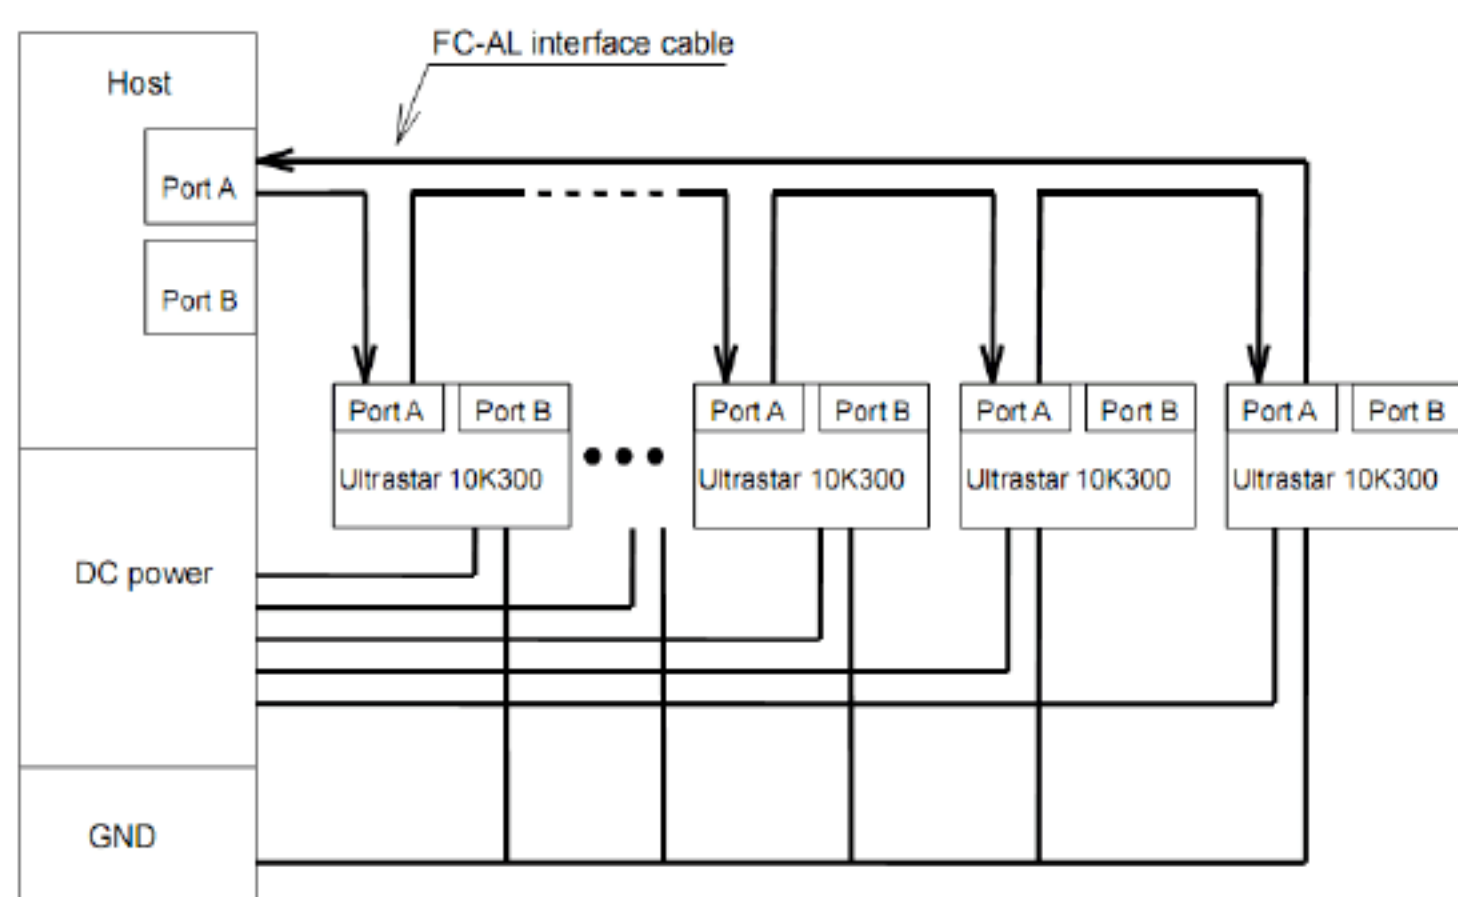 FC-AL interface cable
Host
Port A
Port B
Port A Port B Port A Port B Port A Port B Port A Port B
Ultrastar 10K300 Ultrastar 10K300 Ultrastar 10K300 Ultrastar 10K300
DC power
GND